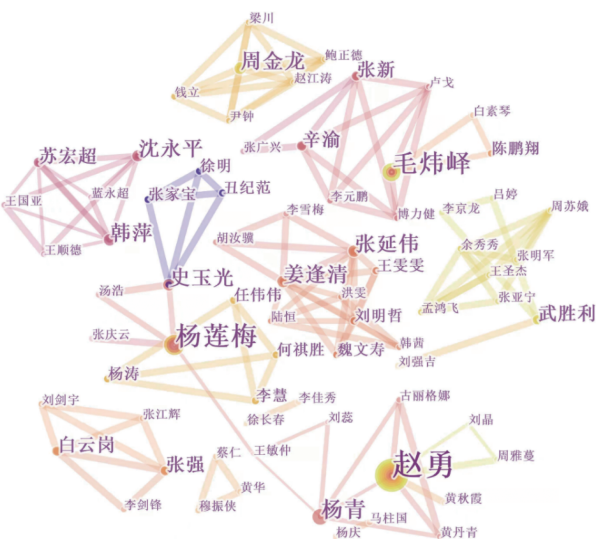 梁川
周金龙
鲍正德
张新
赵江涛
卢戈
钱立
尹钟
白素琴
张广兴
辛渝
陈鹏翔
苏宏超
沈永平
毛炜峄
徐明
丑纪范
王国亚
蓝永超
张家宝
李元鹏
博力健
吕婷
李雪梅
李京龙
周苏娥
韩萍
胡汝骥
张延伟
余秀秀
王顺德
张明军
王雯雯
王圣杰
史玉光
姜逢清
汤浩
任伟伟
洪雯
张亚宁
孟鸿飞
武胜利
陆恒
刘明哲
张庆云
杨莲梅
何祺胜
魏文寿
韩茜
刘强吉
杨涛
李慧
李佳秀
古丽格娜
刘剑宇
张江辉
徐长春
刘蕊
刘晶
白云岗
王敏仲
蔡仁
周雅蔓
张强
赵勇
黄华
黄秋霞
李剑锋
穆振侠
杨青
马柱国
杨庆
黄丹青